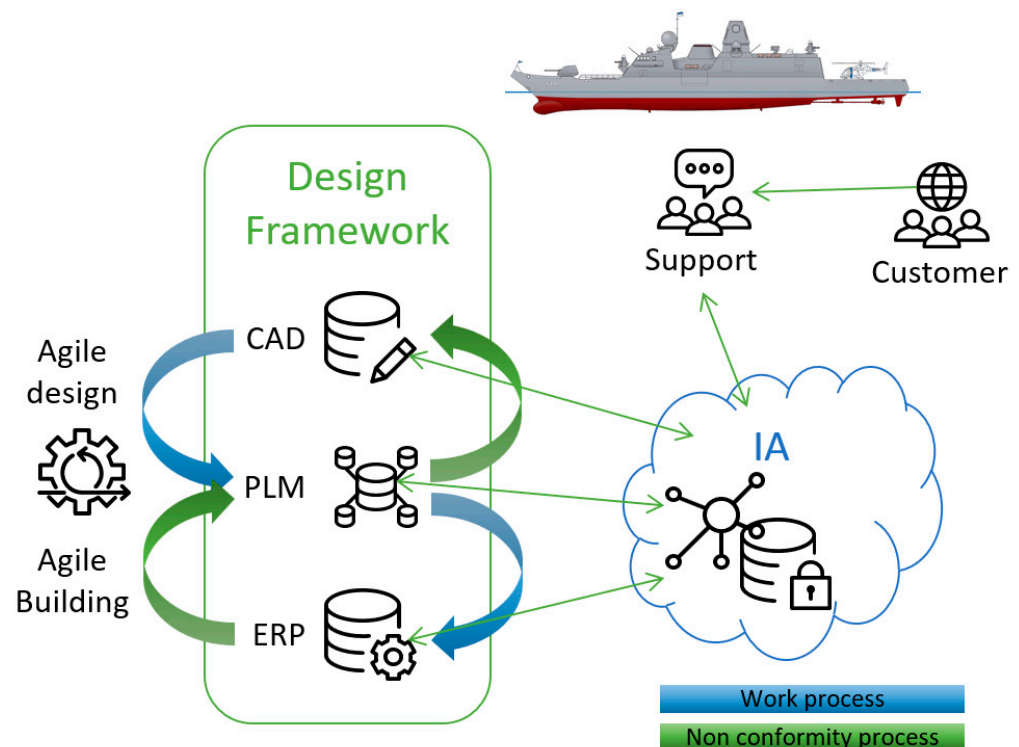 Design
Framework
Support
Customer
CAD
Agile
design
IA
PLM
Agile
Building
ERP
Work process
Non conformity process